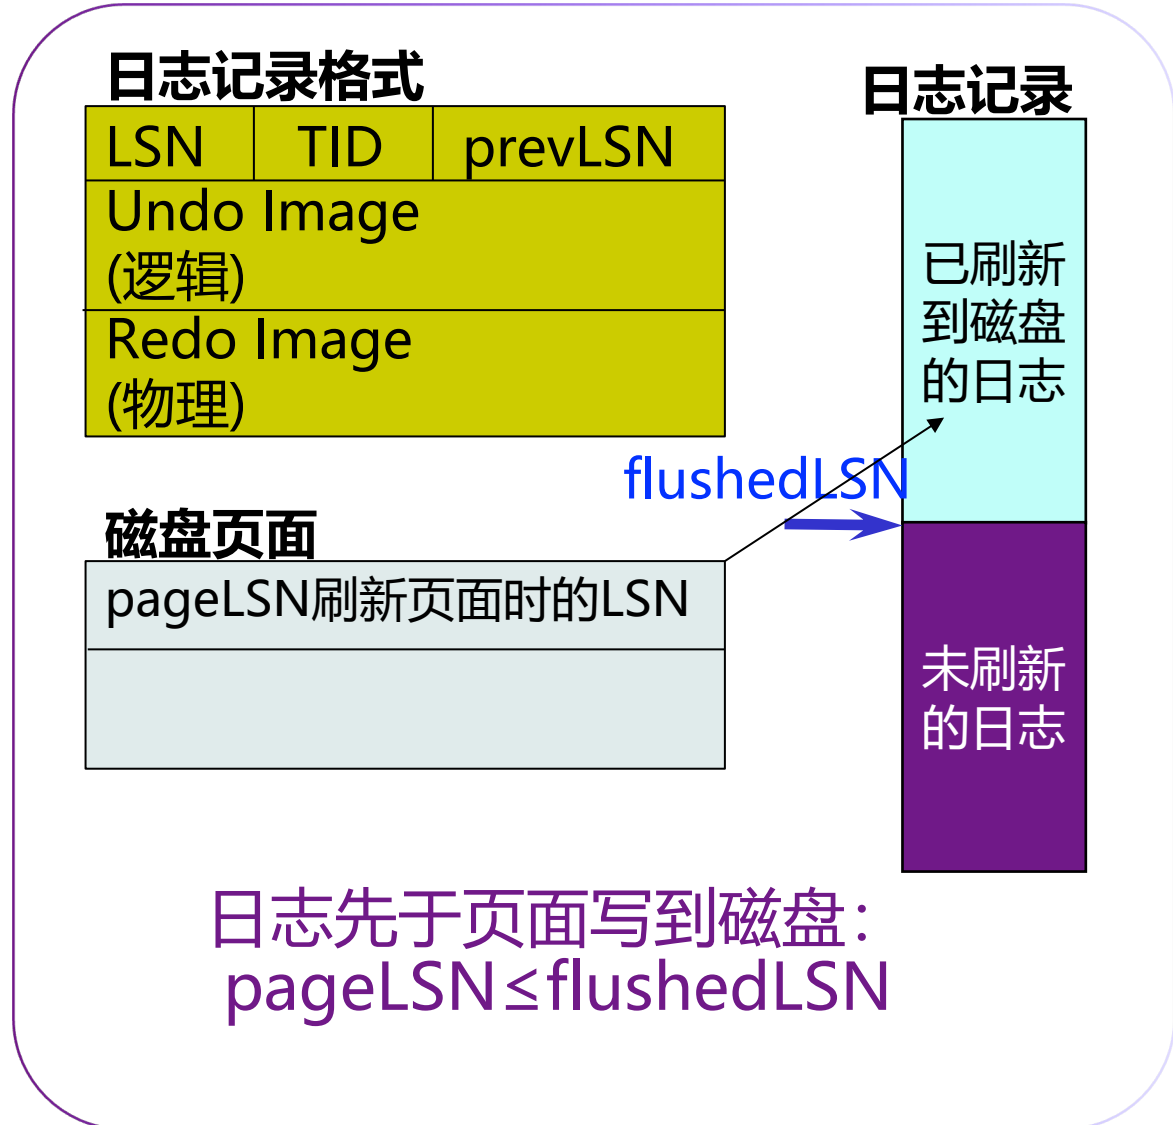 日志记录格式
LSN TID prevLSN
Undo Image
(逻辑)
Redo Image
(物理)
磁盘页面
pageLSN刷新页面时的LSN
日志记录
已刷新
到磁盘
的日志
flushedLSN
未刷新
的日志
日志先于页面写到磁盘：
pageLSN≤flushedLSN